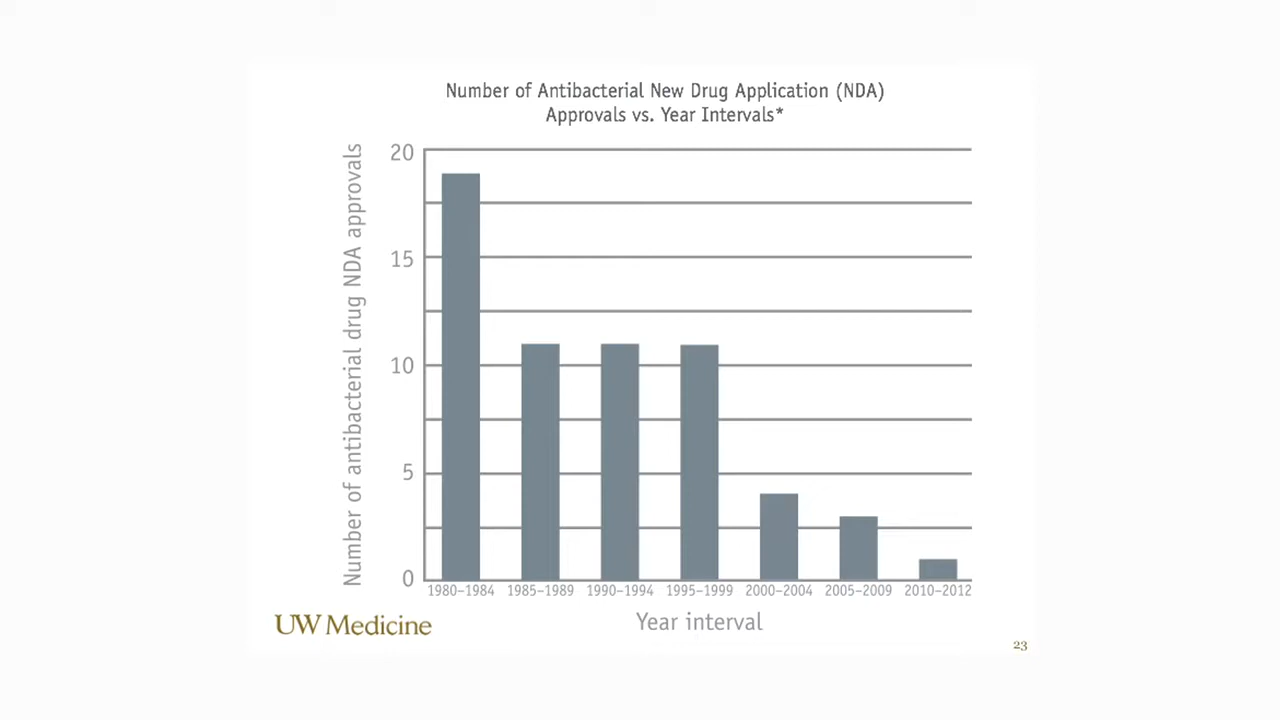 Number of Antibacterial New Drug Application (NDA)
Approvals vs. Year Intervals*
Number of antibacterial drug NDA approvals
20
15
10
5
0
1980–1984 1985–1989 1990–1994 1995–1999 2000–2004 2005–2009 2010–2012
Year interval
UW Medicine
23